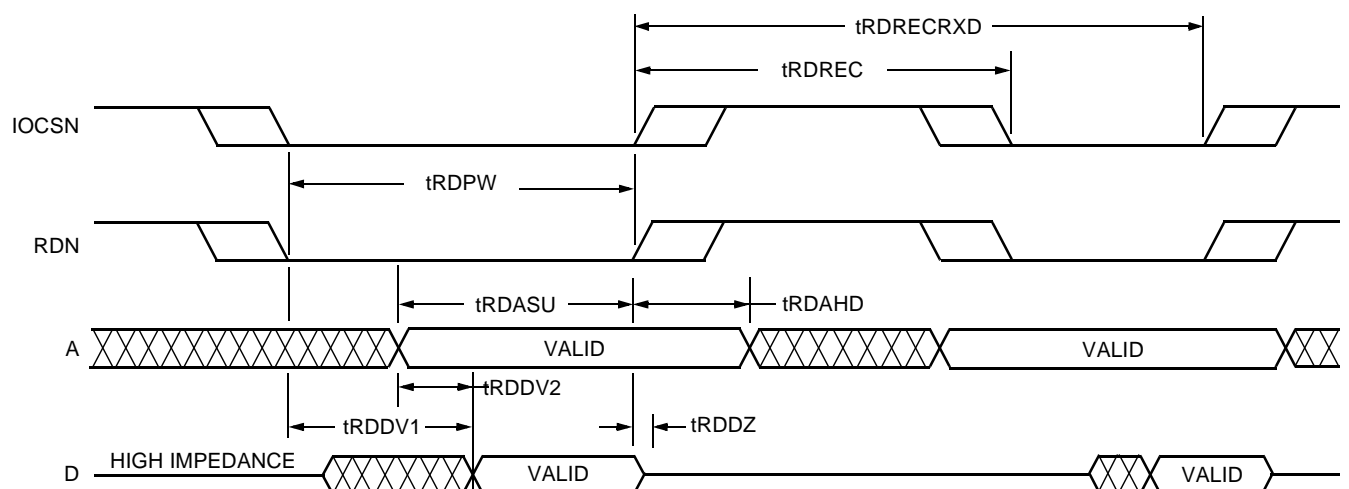 tRDRECRXD
tRDREC
IOCSN
tRDPW
RDN
tRDASU
tRDAHD
A
VALID
VALID
tRDDV2
tRDDV1
tRDDZ
D
HIGH IMPEDANCE
VALID
VALID